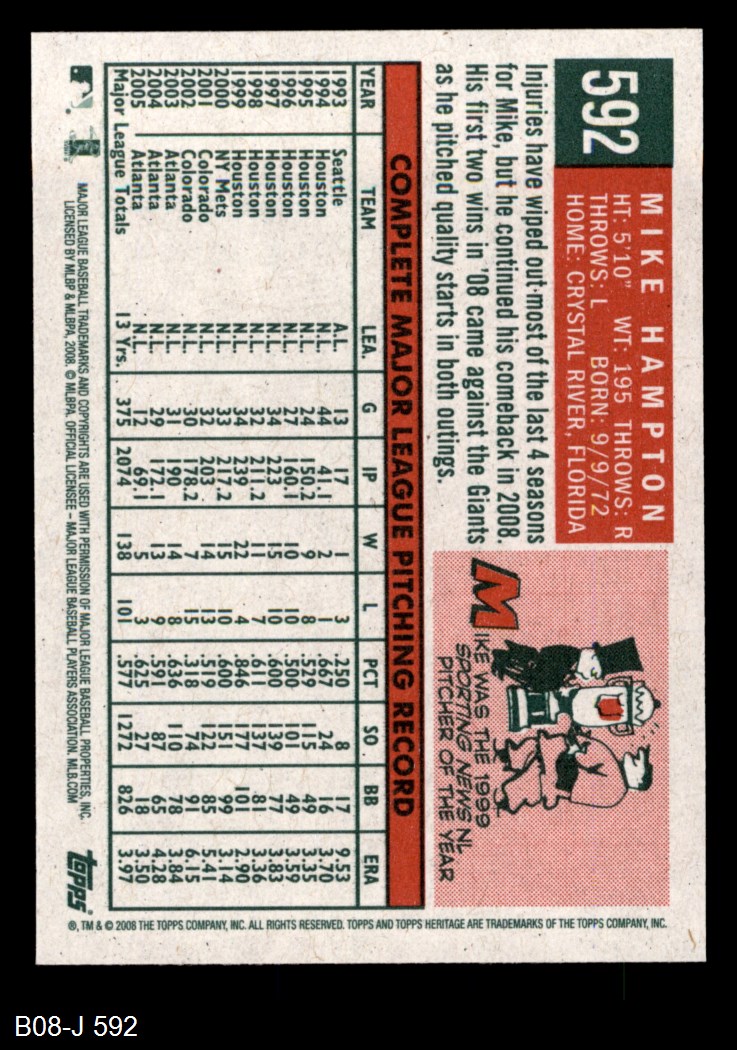 592
MIKE HAMPTON
HT: 5'10" WT: 195 THROWS: R
THROWS: L BORN: 9/9/72
HOME: CRYSTAL RIVER, FLORIDA
Injuries have wiped out most of the last 4 seasons
for Mike, but he continued his comeback in 2008.
His first two wins in '08 came against the Giants
as he pitched quality starts in both outings.
MIKE WAS THE 1999
SPORTING NEWS NL
PITCHER OF THE YEAR
COMPLETE MAJOR LEAGUE PITCHING RECORD
YEAR TEAM LEA. G IP W L PCT SO BB ERA
1993 Seattle A.L. 13 17 1 3 .250 8 17 9.53
1994 Houston N.L. 44 41.1 2 1 .667 24 16 3.70
1995 Houston N.L. 24 150.2 9 8 .529 115 49 3.35
1996 Houston N.L. 27 160.1 10 10 .500 101 49 3.59
1997 Houston N.L. 34 223 15 10 .600 139 77 3.83
1998 Houston N.L. 32 211.2 11 7 .611 137 81 3.36
1999 Houston N.L. 34 239 22 4 .846 177 101 2.90
2000 NY Mets N.L. 33 217.2 15 10 .600 151 99 3.14
2001 Colorado N.L. 32 203 14 13 .519 122 85 5.41
2002 Colorado N.L. 30 178.2 7 15 .318 74 91 6.15
2003 Atlanta N.L. 31 190 14 8 .636 110 78 3.84
2004 Atlanta N.L. 29 172.1 13 9 .591 87 65 4.28
2005 Atlanta N.L. 12 69.1 5 3 .625 27 18 3.50
Major League Totals 13 Yrs. 375 2074 138 101 .577 1272 826 3.97
MAJOR LEAGUE BASEBALL TRADEMARKS AND COPYRIGHTS ARE USED WITH PERMISSION OF MAJOR LEAGUE BASEBALL PROPERTIES, INC.
LICENSED BY MLBP & MLBPA, 2008. © MLBPA. OFFICIAL LICENSEE – MAJOR LEAGUE BASEBALL PLAYERS ASSOCIATION. MLB.COM
topps®
®, TM & © 2008 THE TOPPS COMPANY, INC. ALL RIGHTS RESERVED. TOPPS AND TOPPS HERITAGE ARE TRADEMARKS OF THE TOPPS COMPANY, INC.
B08-J 592